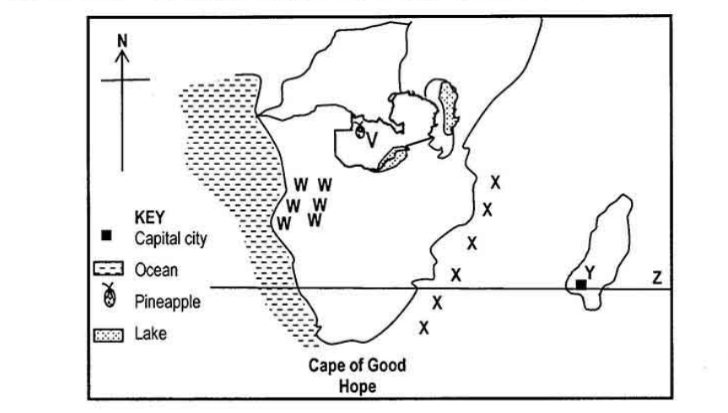 N
V
W W
W W
W W
X
X
X
X
X
X
Y
Z
KEY
Capital city
Ocean
Pineapple
Lake
Cape of Good
Hope